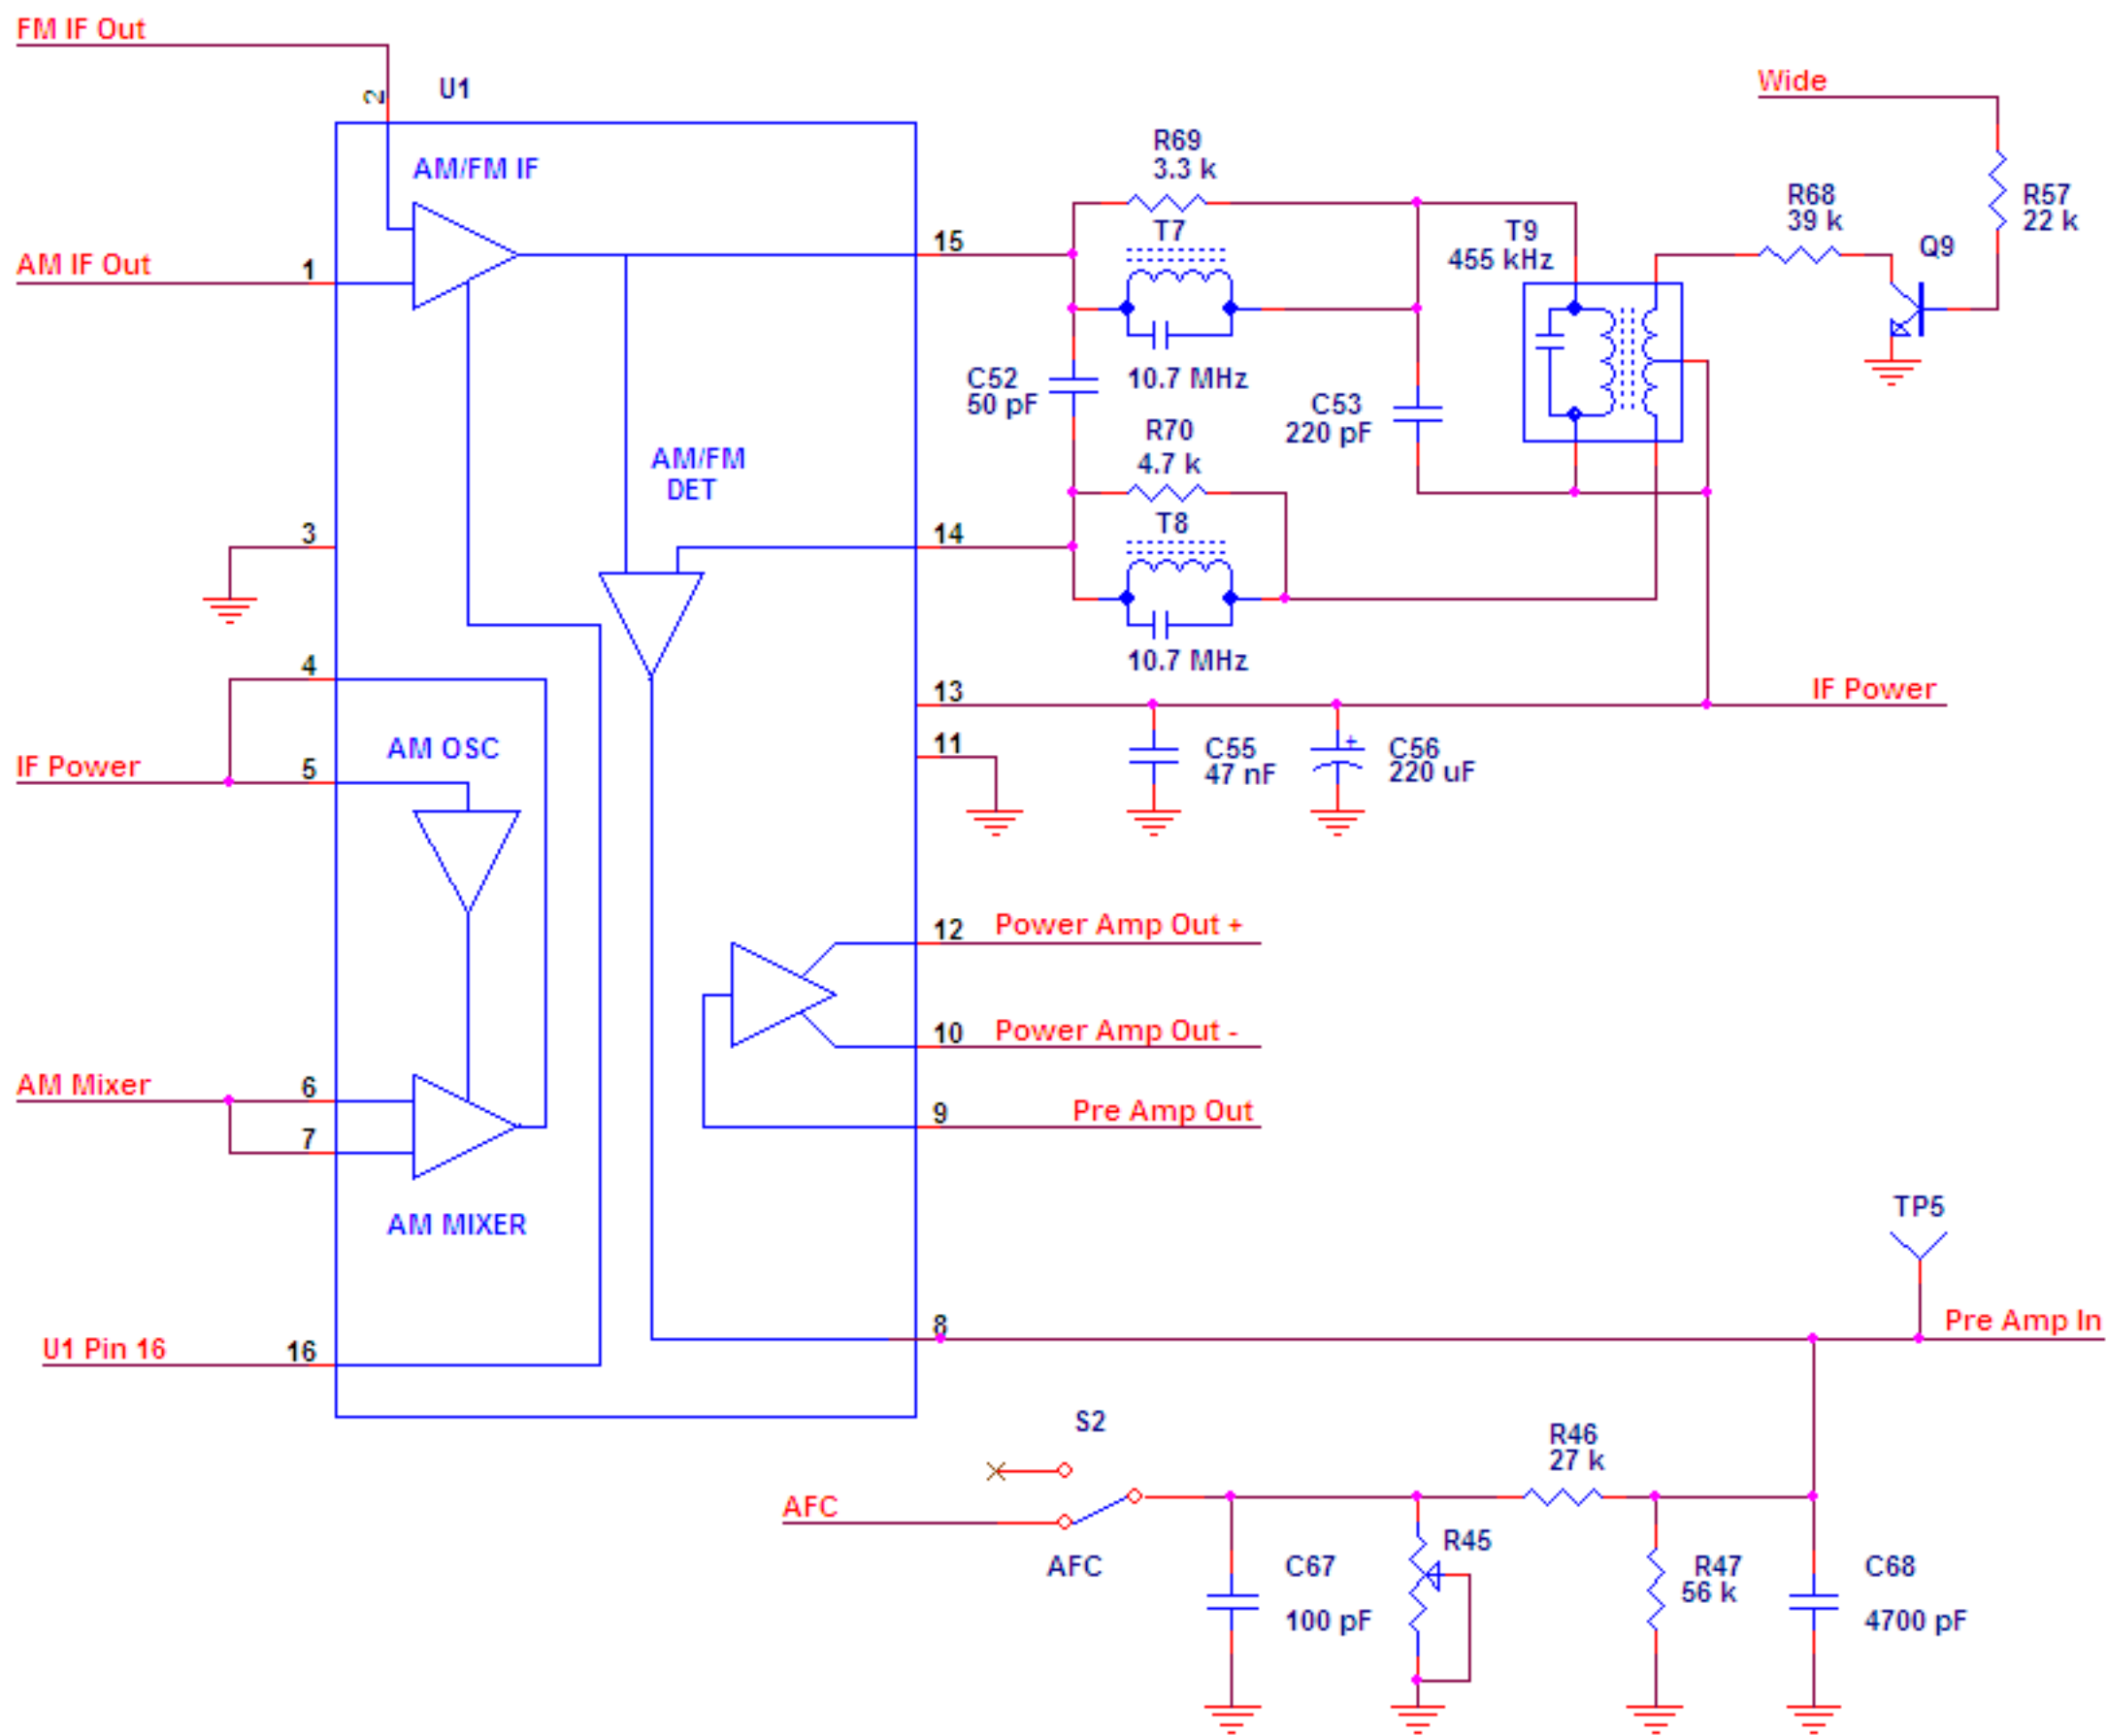 FM IF Out
2
U1
Wide
AM/FM IF
R69
3.3 k
R68
39 k
R57
22 k
T7
T9
455 kHz
Q9
AM IF Out
1
15
10.7 MHz
C52
50 pF
C53
220 pF
R70
4.7 k
AM/FM
DET
3
14
T8
10.7 MHz
4
13
IF Power
IF Power
5
AM OSC
11
C55
47 nF
+
C56
220 uF
12
Power Amp Out +
10
Power Amp Out -
AM Mixer
6
7
9
Pre Amp Out
AM MIXER
TP5
8
Pre Amp In
U1 Pin 16
16
S2
R46
27 k
AFC
R45
AFC
C67
100 pF
R47
56 k
C68
4700 pF